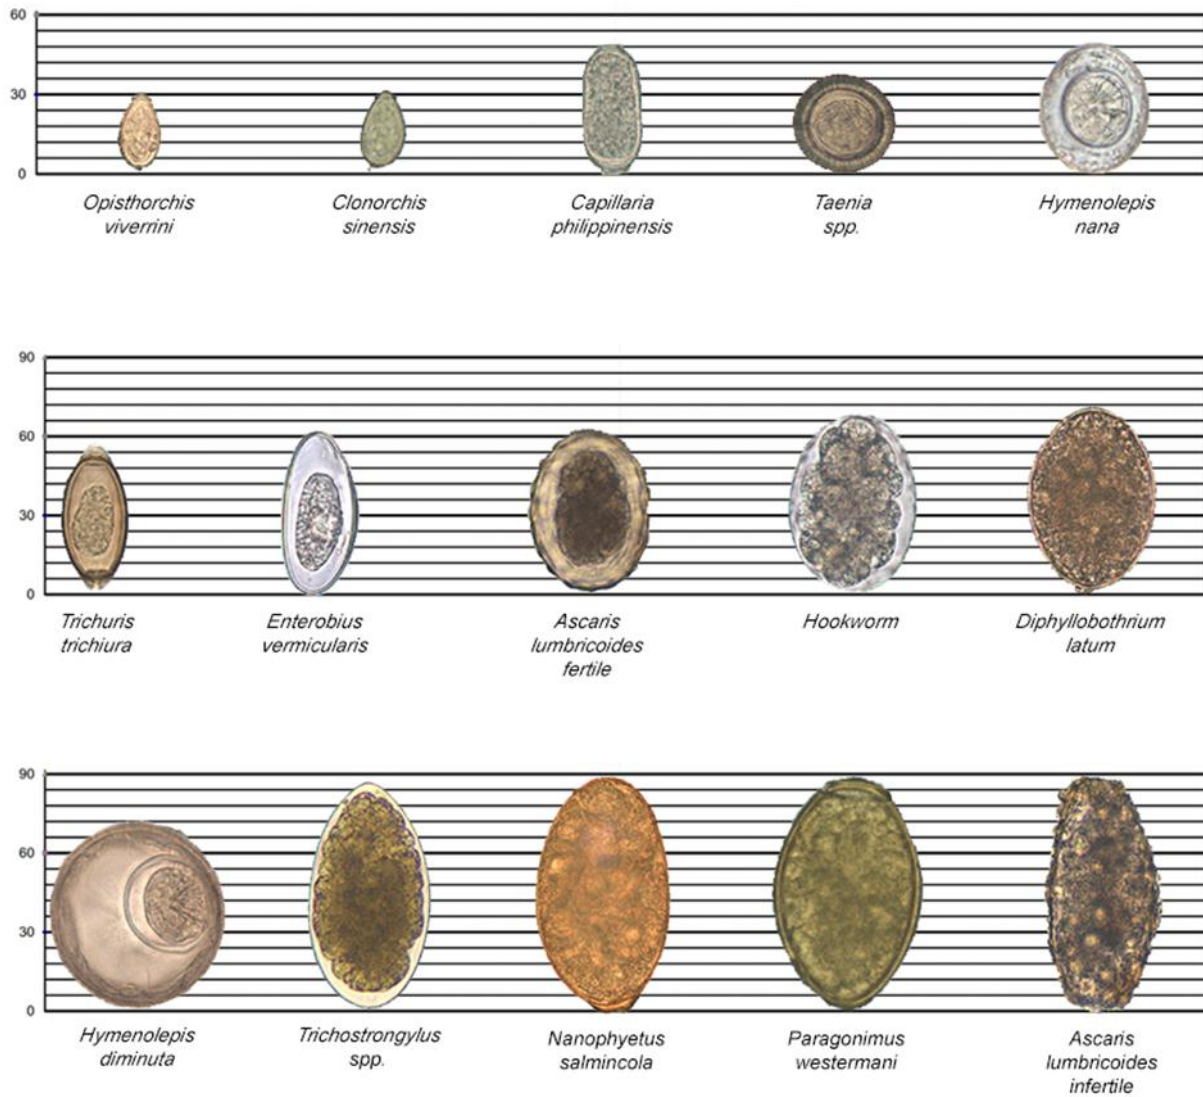 60
30
0
Opisthorchis
viverrini
Clonorchis
sinensis
Capillaria
philippinensis
Taenia
spp.
Hymenolepis
nana
90
60
30
0
Trichuris
trichiura
Enterobius
vermicularis
Ascaris
lumbricoides
fertile
Hookworm
Diphyllobothrium
latum
90
60
30
0
Hymenolepis
diminuta
Trichostrongylus
spp.
Nanophyetus
salmincola
Paragonimus
westermani
Ascaris
lumbricoides
infertile